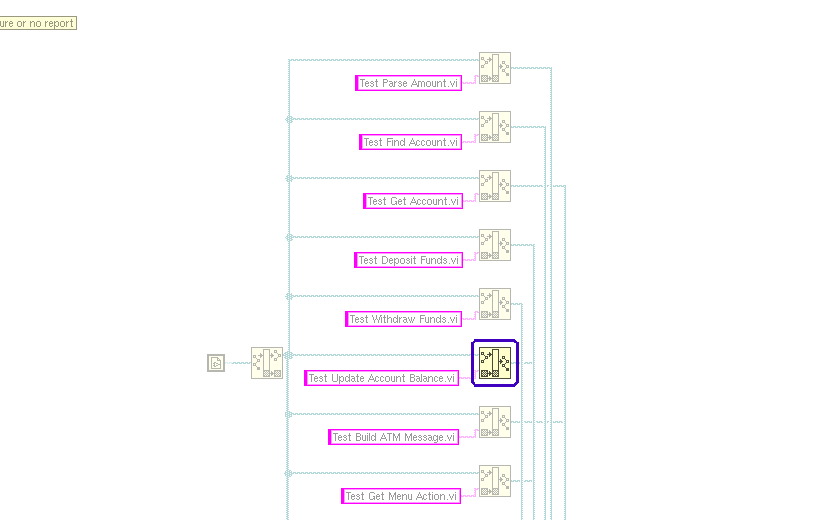 ure or no report
Test Parse Amount.vi
Test Find Account.vi
Test Get Account.vi
Test Deposit Funds.vi
Test Withdraw Funds.vi
Test Update Account Balance.vi
Test Build ATM Message.vi
Test Get Menu Action.vi